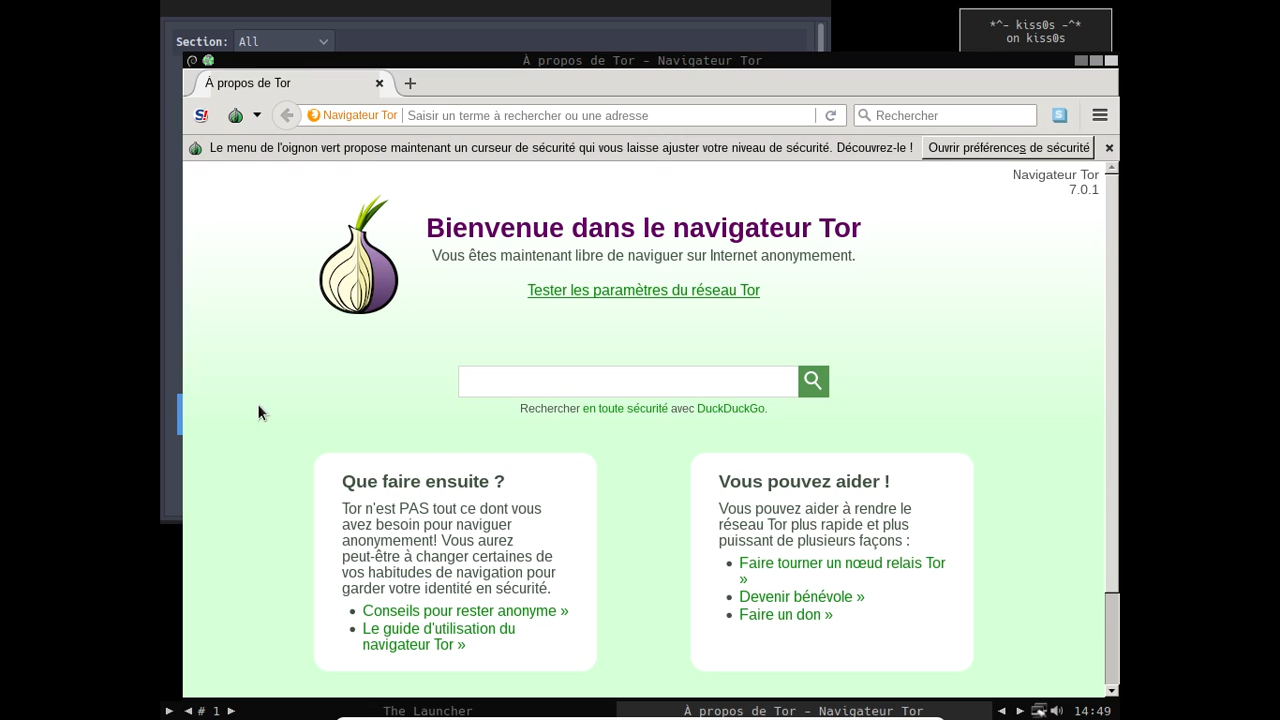 *^- kiss0s -^*
on kiss0s
Section: All
À propos de Tor - Navigateur Tor
À propos de Tor
Navigateur Tor
Saisir un terme à rechercher ou une adresse
Rechercher
Le menu de l'oignon vert propose maintenant un curseur de sécurité qui vous laisse ajuster votre niveau de sécurité. Découvrez-le !
Ouvrir préférences de sécurité
Navigateur Tor
7.0.1
Bienvenue dans le navigateur Tor
Vous êtes maintenant libre de naviguer sur Internet anonymement.
Tester les paramètres du réseau Tor
Rechercher en toute sécurité avec DuckDuckGo.
Que faire ensuite ?
Tor n'est PAS tout ce dont vous
avez besoin pour naviguer
anonymement! Vous aurez
peut-être à changer certaines de
vos habitudes de navigation pour
garder votre identité en sécurité.
Conseils pour rester anonyme »
Le guide d'utilisation du
navigateur Tor »
Vous pouvez aider !
Vous pouvez aider à rendre le
réseau Tor plus rapide et plus
puissant de plusieurs façons :
Faire tourner un nœud relais Tor
»
Devenir bénévole »
Faire un don »
# 1
The Launcher
À propos de Tor - Navigateur Tor
14:49